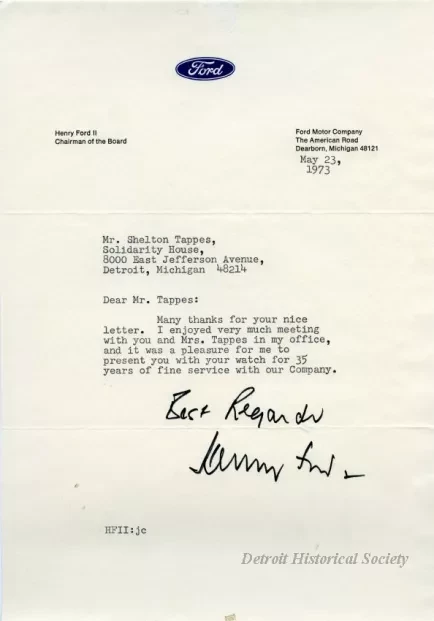 Ford
Henry Ford II
Chairman of the Board
Ford Motor Company
The American Road
Dearborn, Michigan 48121
May 23,
1973
Mr. Shelton Tappes,
Solidarity House,
8000 East Jefferson Avenue,
Detroit, Michigan 48214
Dear Mr. Tappes:
Many thanks for your nice
letter. I enjoyed very much meeting
with you and Mrs. Tappes in my office,
and it was a pleasure for me to
present you with your watch for 35
years of fine service with our Company.
Best Regards
Henry Ford
HFII:jc
Detroit Historical Society